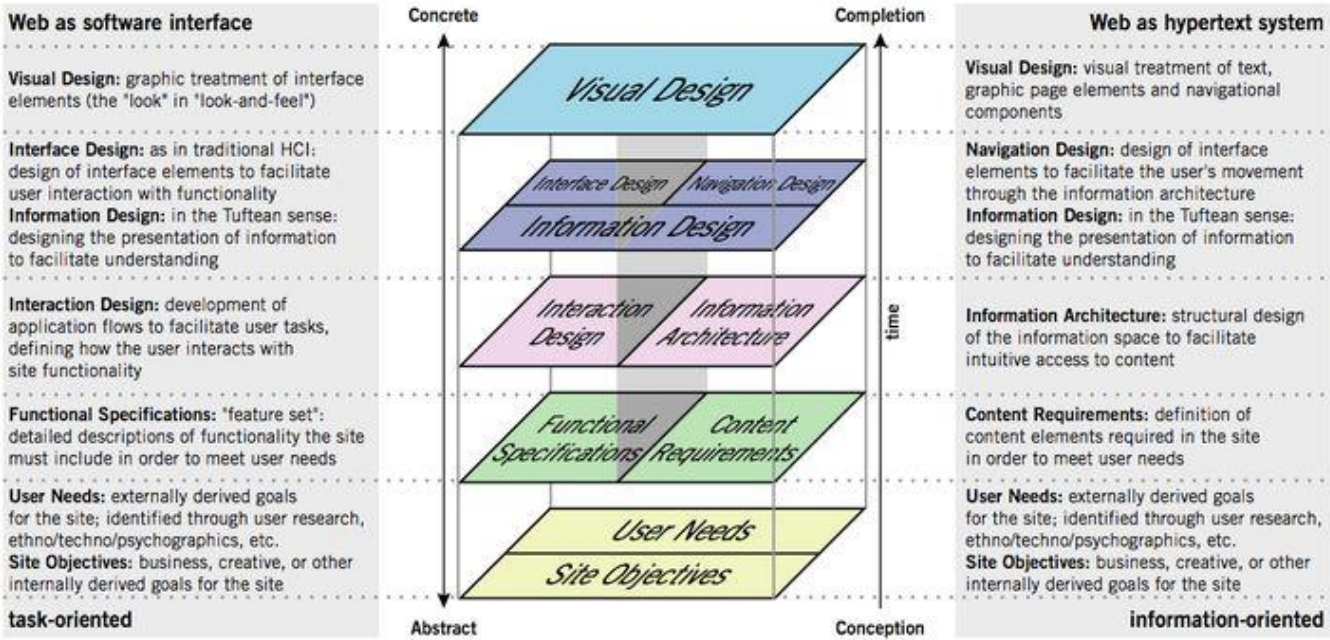 Web as software interface
Visual Design: graphic treatment of interface
elements (the "look" in "look-and-feel")
Interface Design: as in traditional HCI:
design of interface elements to facilitate
user interaction with functionality
Information Design: in the Tuftean sense:
designing the presentation of information
to facilitate understanding
Interaction Design: development of
application flows to facilitate user tasks,
defining how the user interacts with
site functionality
Functional Specifications: "feature set":
detailed descriptions of functionality the site
must include in order to meet user needs
User Needs: externally derived goals
for the site; identified through user research,
ethno/techno/psychographics, etc.
Site Objectives: business, creative, or other
internally derived goals for the site
task-oriented
Concrete
Completion
Visual Design
Interface Design
Navigation Design
Information Design
Interaction
Design
Information
Architecture
Functional
Specifications
Content
Requirements
User Needs
Site Objectives
time
Abstract
Conception
Web as hypertext system
Visual Design: visual treatment of text,
graphic page elements and navigational
components
Navigation Design: design of interface
elements to facilitate the user's movement
through the information architecture
Information Design: in the Tuftean sense:
designing the presentation of information
to facilitate understanding
Information Architecture: structural design
of the information space to facilitate
intuitive access to content
Content Requirements: definition of
content elements required in the site
in order to meet user needs
User Needs: externally derived goals
for the site; identified through user research,
ethno/techno/psychographics, etc.
Site Objectives: business, creative, or other
internally derived goals for the site
information-oriented